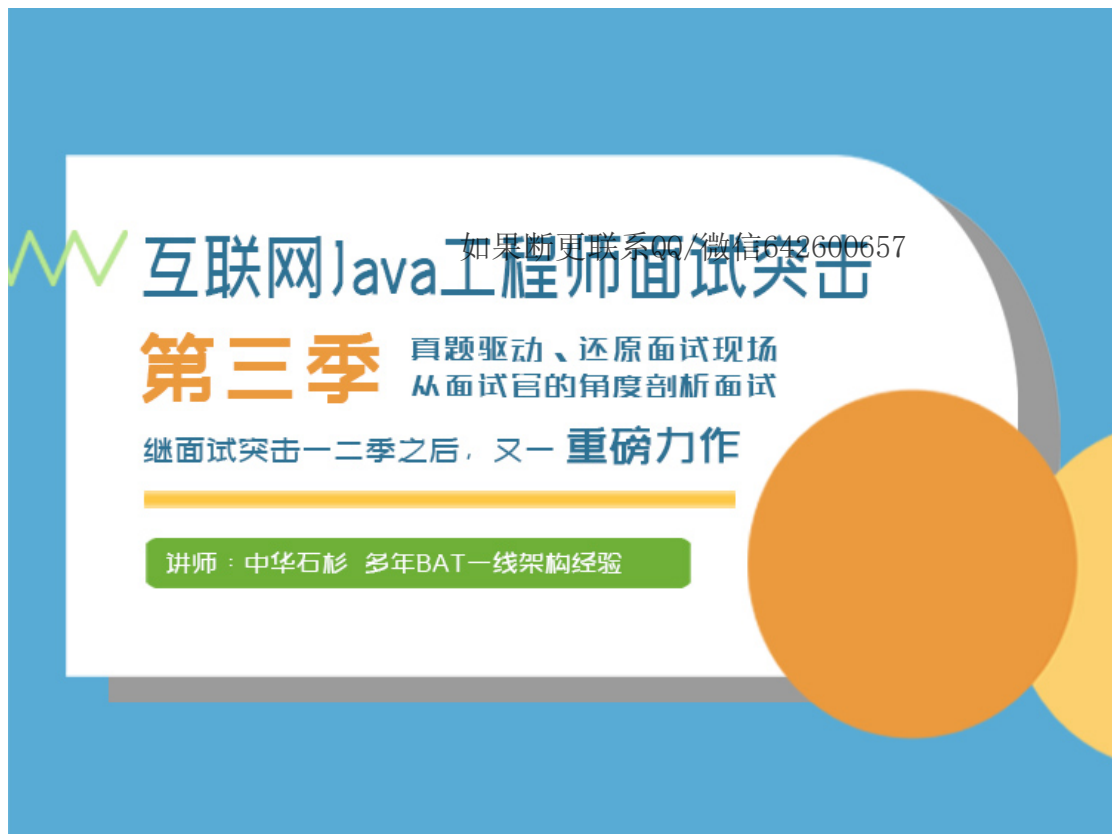 互联网Java工程师面试突击
如果断更联系QQ/微信642600657
第三季
真题驱动、还原面试现场
从面试官的角度剖析面试
继面试突击一二季之后，又一 重磅力作
讲师：中华石杉 多年BAT一线架构经验